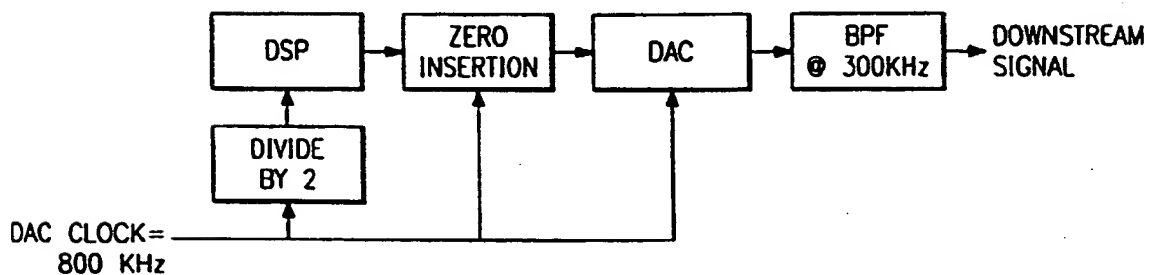 DSP
ZERO
INSERTION
DAC
BPF
@ 300KHz
DOWNSTREAM
SIGNAL
DIVIDE
BY 2
DAC CLOCK=
800 KHz